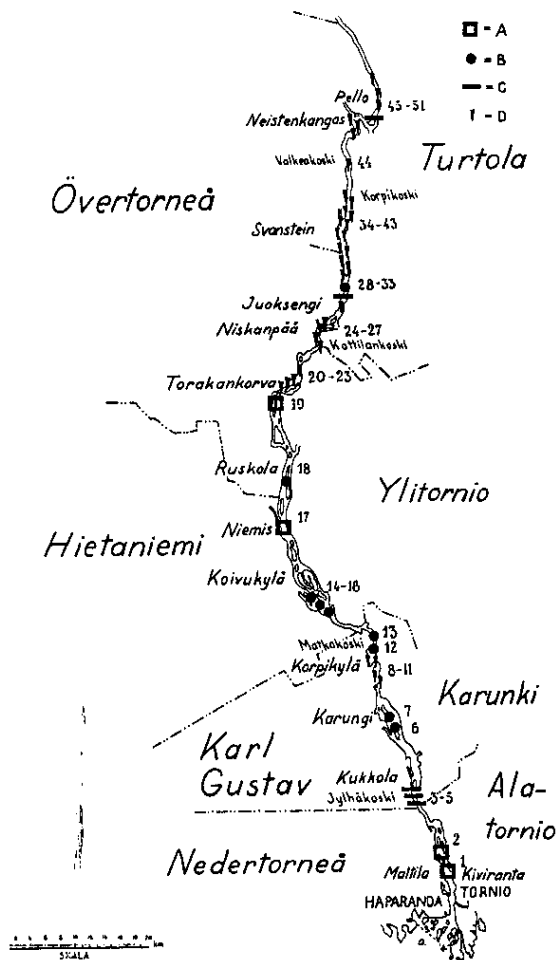 □ = A
● = B
▬ = C
= D
Pello
45-51
Neistenkangas
Turtola
Valkeakoski
44
Övertorneå
Korpikoski
34-43
Svanstein
28-33
Juoksengi
Niskanpää
24-27
Kattilankoski
20-23
Torakankorva
19
Ruskola
18
Ylitornio
Niemis
17
Hietaniemi
Koivukylä
14-16
13
Matkakoski
12
Korpikylä
8-11
Karunki
Karungi
7
6
Karl
Gustav
Kukkola
Jylhäkoski
3-5
Ala-
tornio
2
Nedertorneå
1
Mattila
Kiviranta
TORNIO
HAPARANDA
km
SKALA